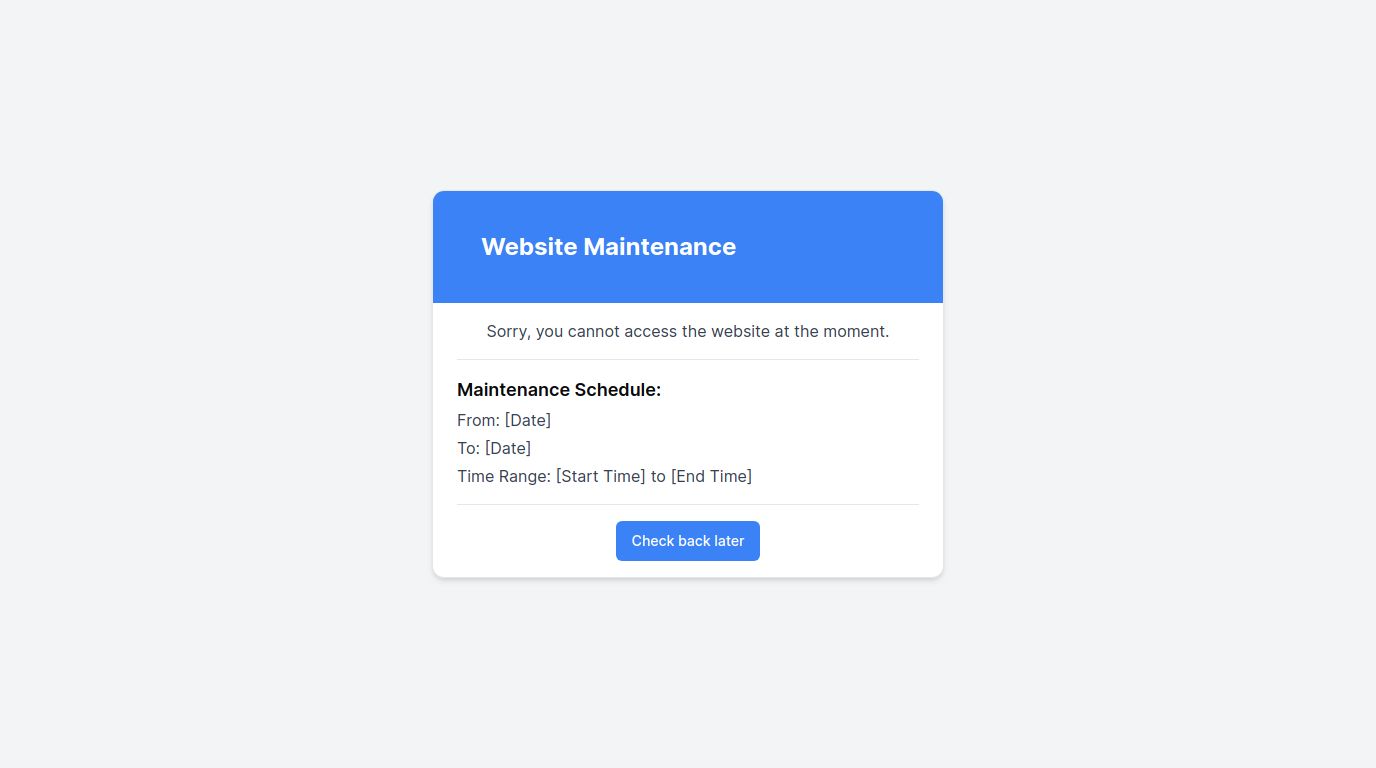 Website Maintenance
Sorry, you cannot access the website at the moment.
Maintenance Schedule:
From: [Date]
To: [Date]
Time Range: [Start Time] to [End Time]
Check back later